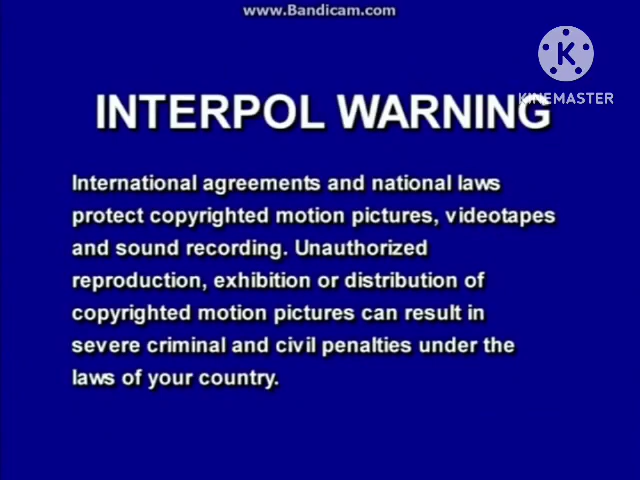 www.Bandicam.com
KINEMASTER
INTERPOL WARNING
International agreements and national laws
protect copyrighted motion pictures, videotapes
and sound recording. Unauthorized
reproduction, exhibition or distribution of
copyrighted motion pictures can result in
severe criminal and civil penalties under the
laws of your country.